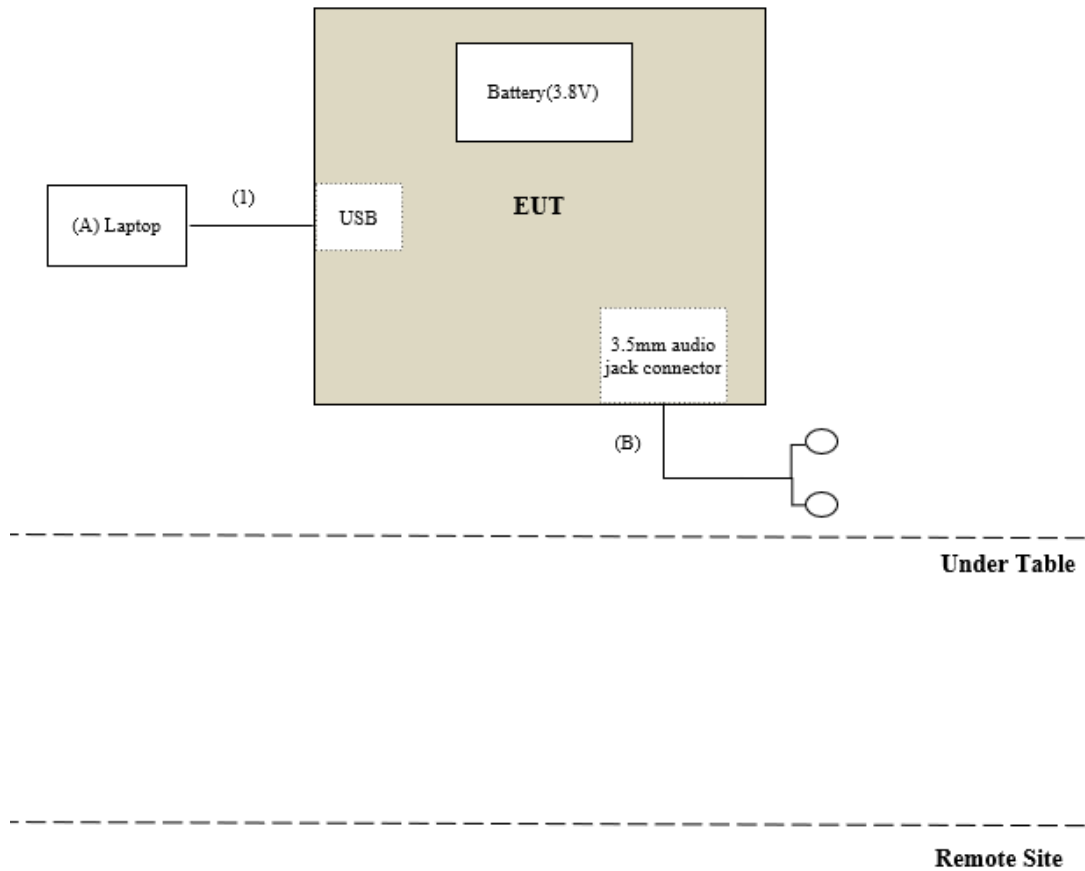 Battery(3.8V)
(A) Laptop
(1)
USB
EUT
3.5mm audio
jack connector
(B)
Under Table
Remote Site